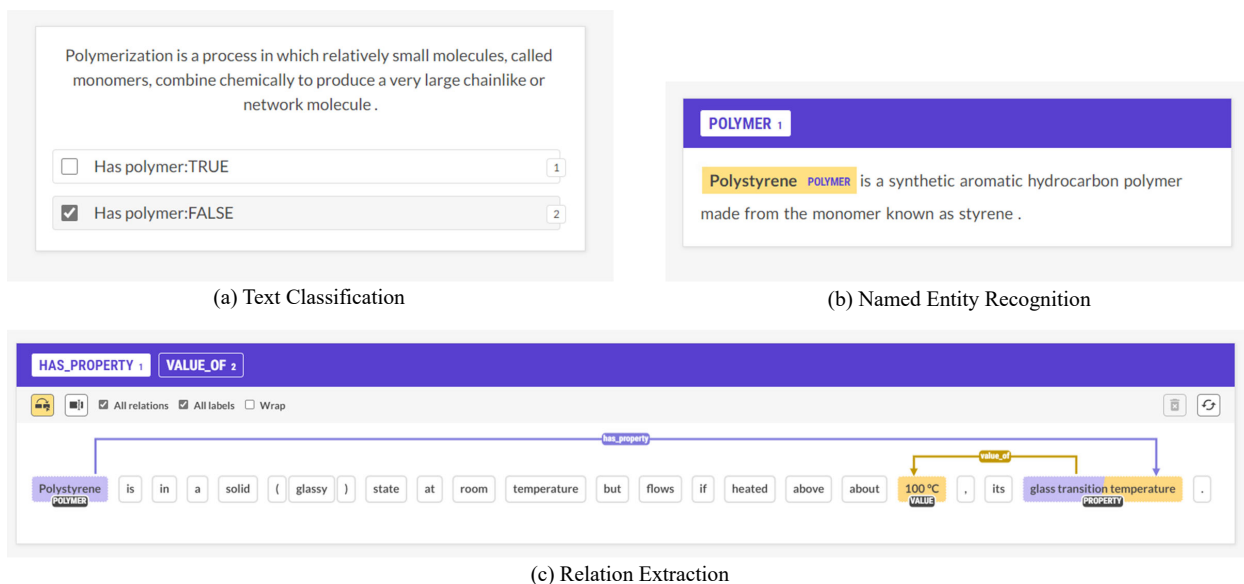 Polymerization is a process in which relatively small molecules, called
monomers, combine chemically to produce a very large chainlike or
network molecule .
Has polymer:TRUE 1
Has polymer:FALSE 2
(a) Text Classification
POLYMER 1
Polystyrene POLYMER is a synthetic aromatic hydrocarbon polymer
made from the monomer known as styrene .
(b) Named Entity Recognition
HAS_PROPERTY 1 VALUE_OF 2
All relations All labels Wrap
has_property
value_of
Polystyrene is in a solid ( glassy ) state at room temperature but flows if heated above about 100 °C , its glass transition temperature .
POLYMER VALUE PROPERTY
(c) Relation Extraction